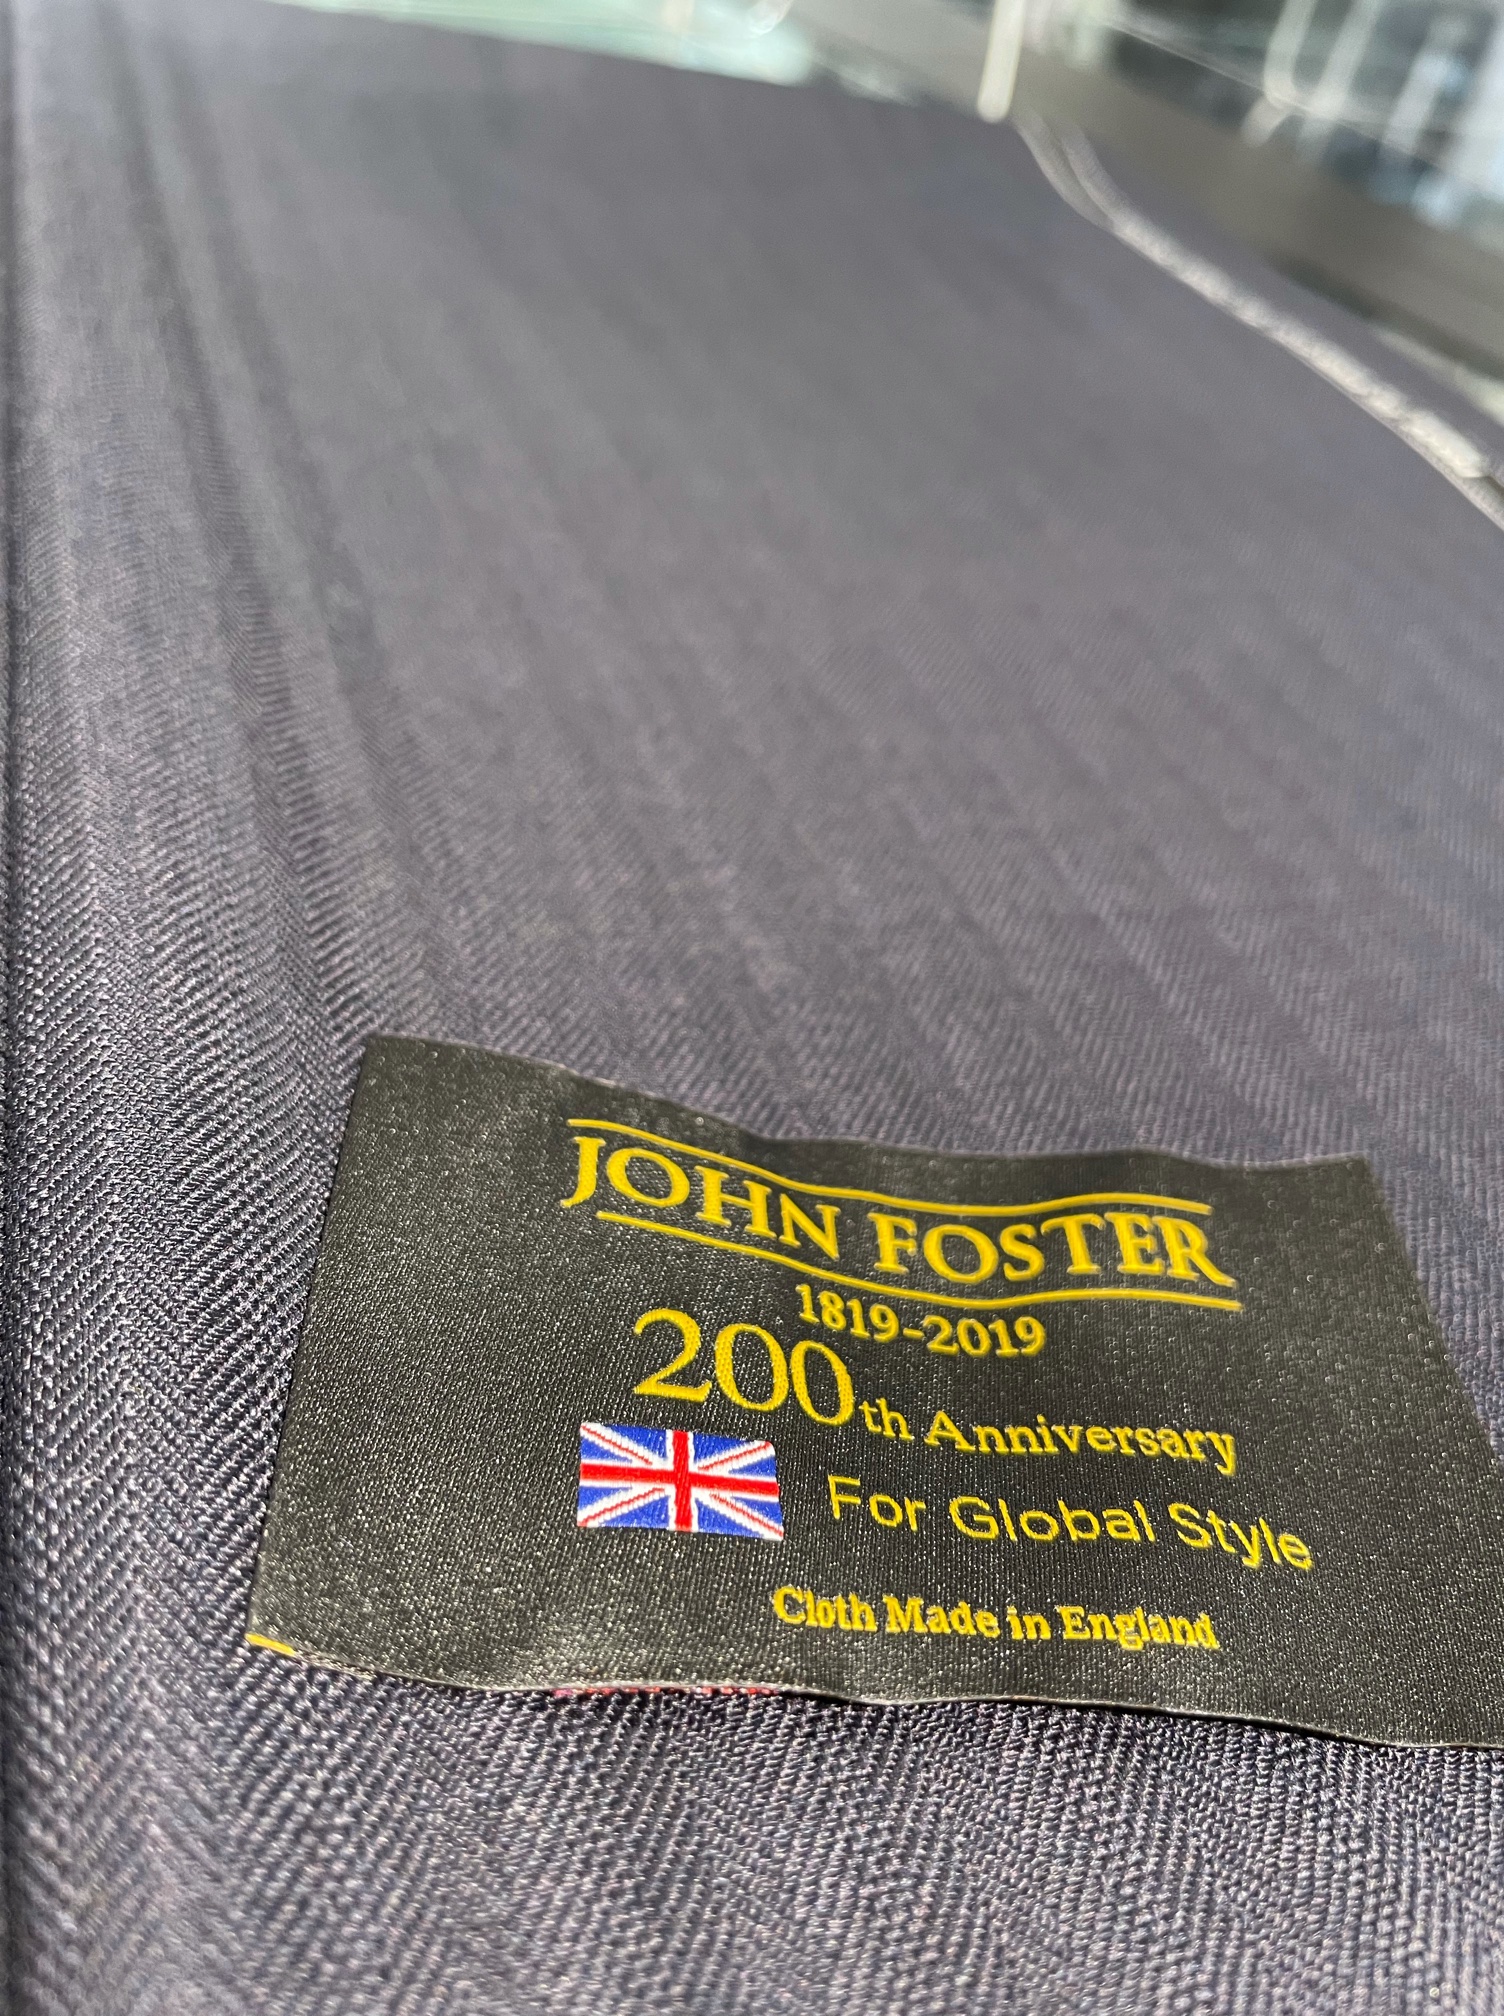 JOHN FOSTER
1819-2019
200th Anniversary
For Global Style
Cloth Made in England